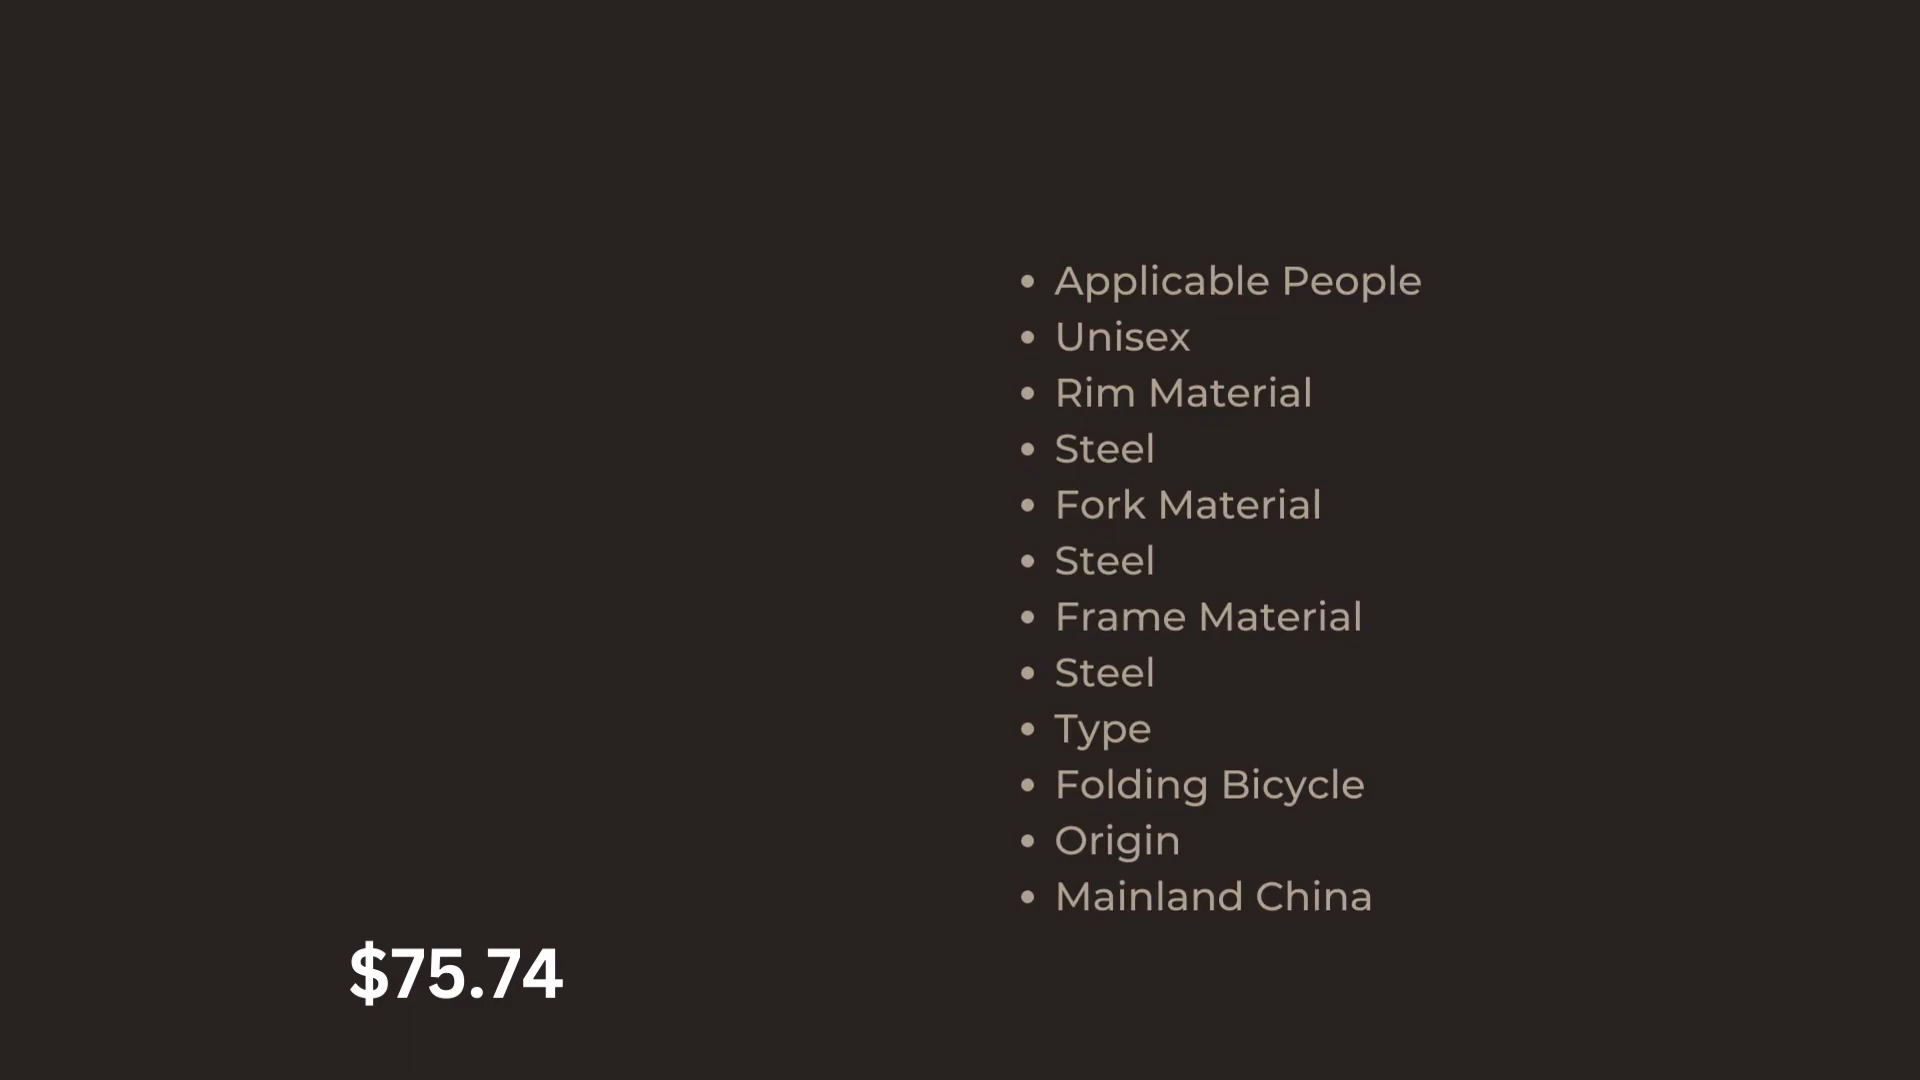 • Applicable People
• Unisex
• Rim Material
• Steel
• Fork Material
• Steel
• Frame Material
• Steel
• Type
• Folding Bicycle
• Origin
• Mainland China
$75.74